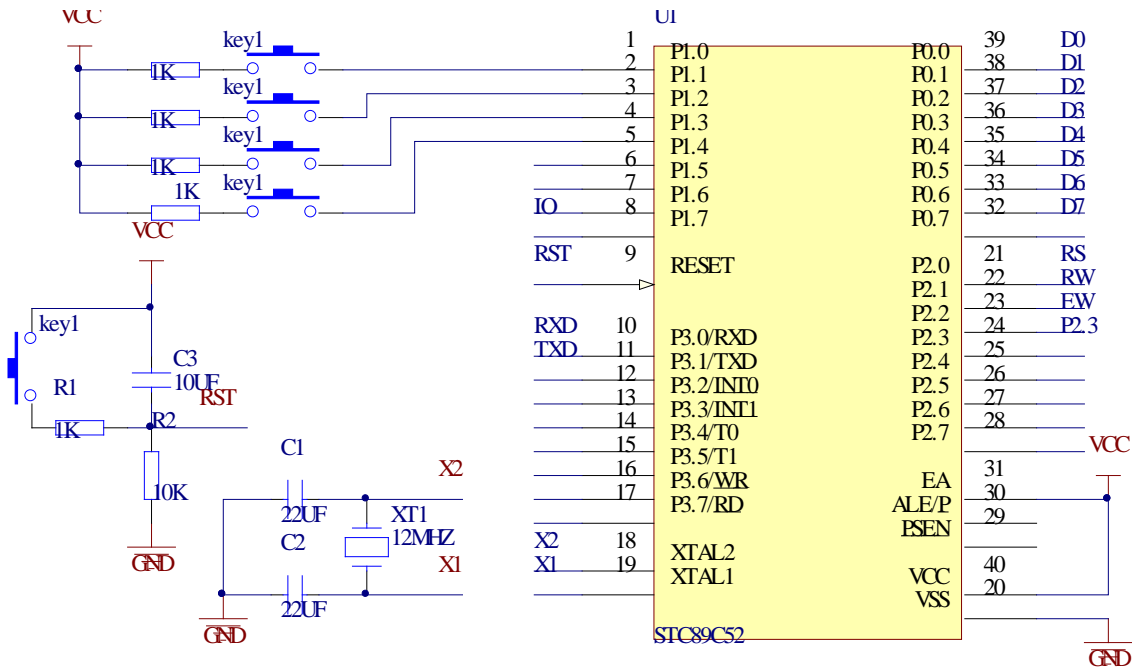 VCC
key1
1K
key1
1K
key1
1K
key1
1K
VCC
key1
C3
10UF
RST
R1
1K
R2
10K
GND
C1
22UF
C2
22UF
XT1
12MHZ
X2
X1
GND
U1
1 P1.0
2 P1.1
3 P1.2
4 P1.3
5 P1.4
6 P1.5
7 P1.6
IO 8 P1.7
RST 9 RESET
RXD 10 P3.0/RXD
TXD 11 P3.1/TXD
12 P3.2/INT0
13 P3.3/INT1
14 P3.4/T0
15 P3.5/T1
16 P3.6/WR
17 P3.7/RD
X2 18 XTAL2
X1 19 XTAL1
P0.0 39 D0
P0.1 38 D1
P0.2 37 D2
P0.3 36 D3
P0.4 35 D4
P0.5 34 D5
P0.6 33 D6
P0.7 32 D7
P2.0 21 RS
P2.1 22 RW
P2.2 23 EW
P2.3 24 P2.3
P2.4 25
P2.5 26
P2.6 27
P2.7 28
EA 31
ALE/P 30
PSEN 29
VCC 40
VSS 20
VCC
GND
STC89C52